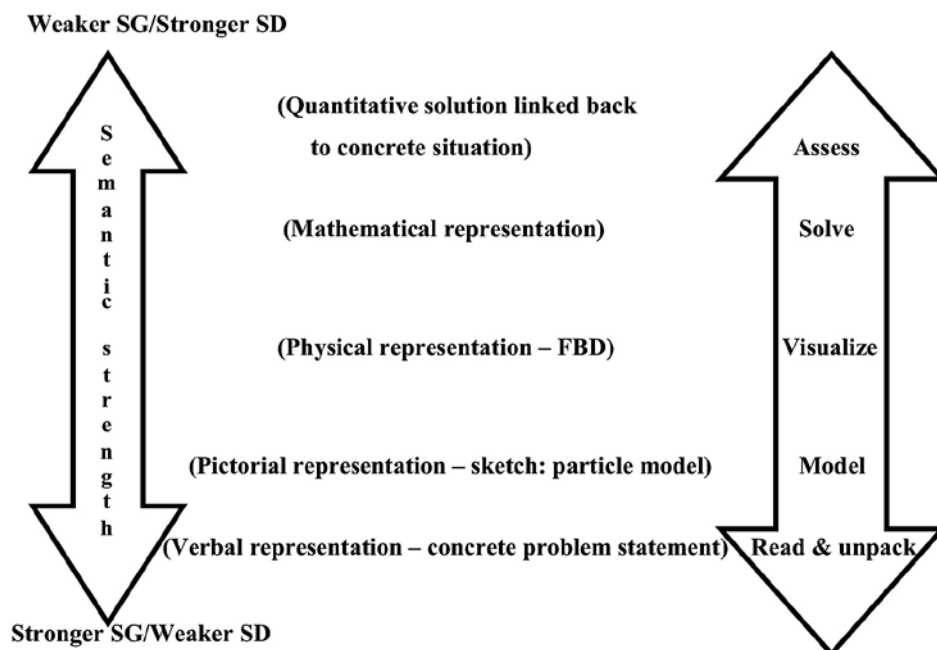 Weaker SG/Stronger SD
Semantic strength
(Quantitative solution linked back
to concrete situation)
Assess
(Mathematical representation)
Solve
(Physical representation – FBD)
Visualize
(Pictorial representation – sketch: particle model)
Model
(Verbal representation – concrete problem statement)
Read & unpack
Stronger SG/Weaker SD